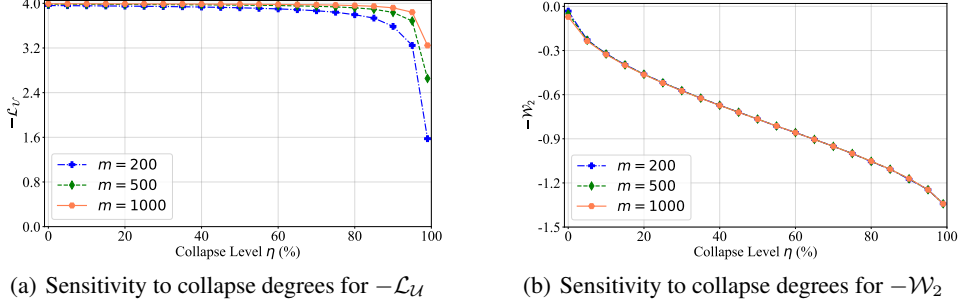 4.0
3.2
2.4
1.6
0.8
0.0
−ℒ_𝒰
m = 200
m = 500
m = 1000
0 20 40 60 80 100
Collapse Level η (%)
(a) Sensitivity to collapse degrees for −ℒ_𝒰
0.0
-0.3
-0.6
-0.9
-1.2
-1.5
−𝒲₂
m = 200
m = 500
m = 1000
0 20 40 60 80 100
Collapse Level η (%)
(b) Sensitivity to collapse degrees for −𝒲₂